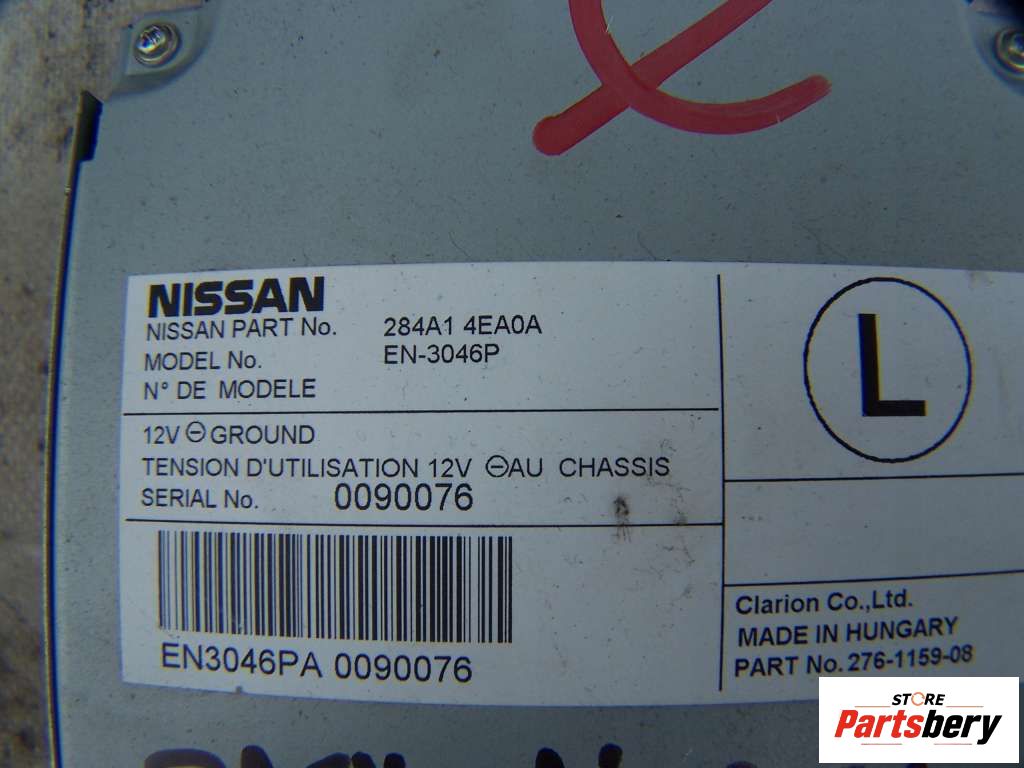 NISSAN
NISSAN PART No. 284A1 4EA0A
MODEL No. EN-3046P
N° DE MODELE
12V ⊖ GROUND
TENSION D'UTILISATION 12V ⊖AU CHASSIS
SERIAL No. 0090076
EN3046PA 0090076
L
Clarion Co.,Ltd.
MADE IN HUNGARY
PART No. 276-1159-08
STORE
Partsbery